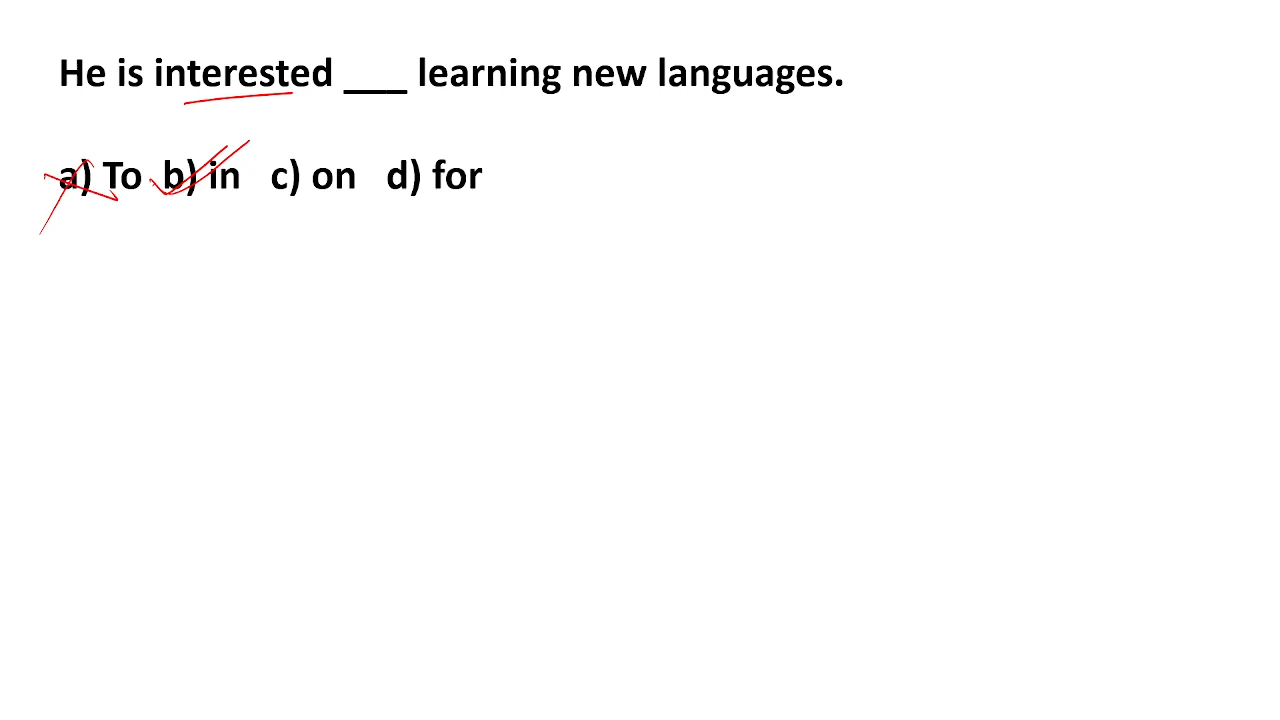 He is interested ___ learning new languages.
a) To b) in c) on d) for